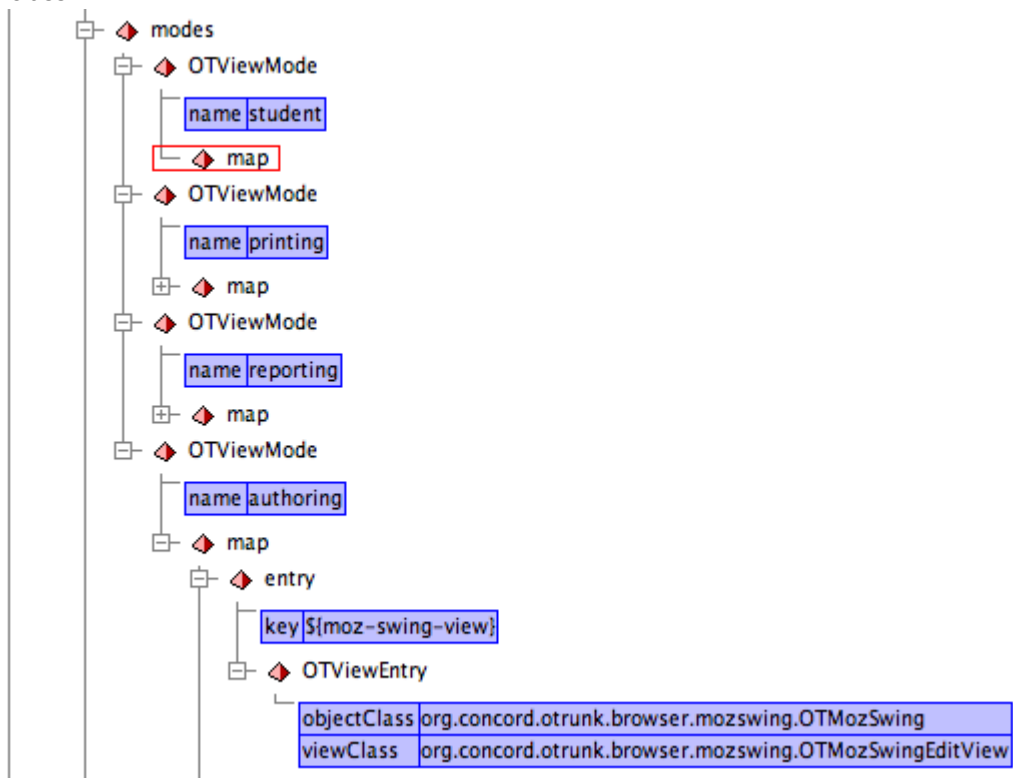 modes
OTViewMode
name student
map
OTViewMode
name printing
map
OTViewMode
name reporting
map
OTViewMode
name authoring
map
entry
key ${moz-swing-view}
OTViewEntry
objectClass org.concord.otrunk.browser.mozswing.OTMozSwing
viewClass org.concord.otrunk.browser.mozswing.OTMozSwingEditView